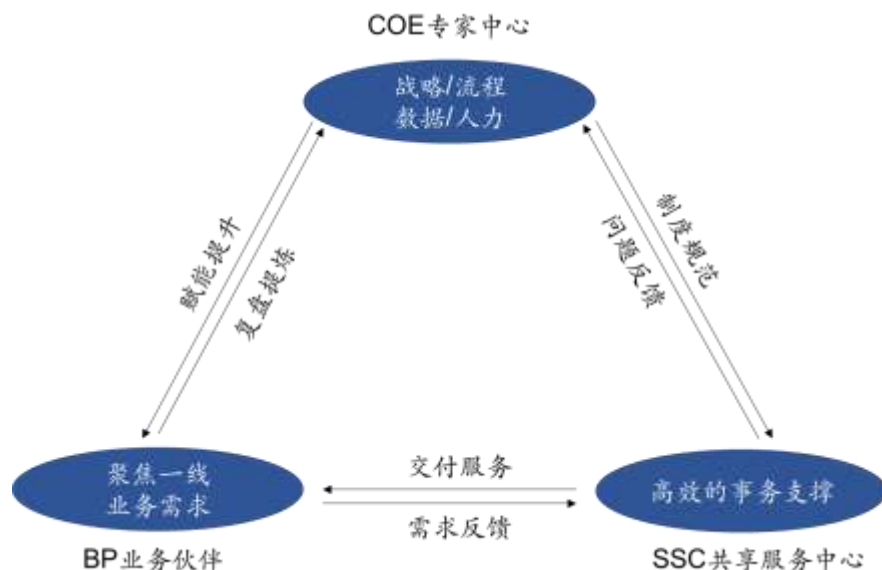 COE专家中心
战略/流程
数据/人力
赋能提升
复盘提炼
问题反馈
制度规范
聚焦一线
业务需求
交付服务
需求反馈
高效的事务支撑
BP业务伙伴
SSC共享服务中心